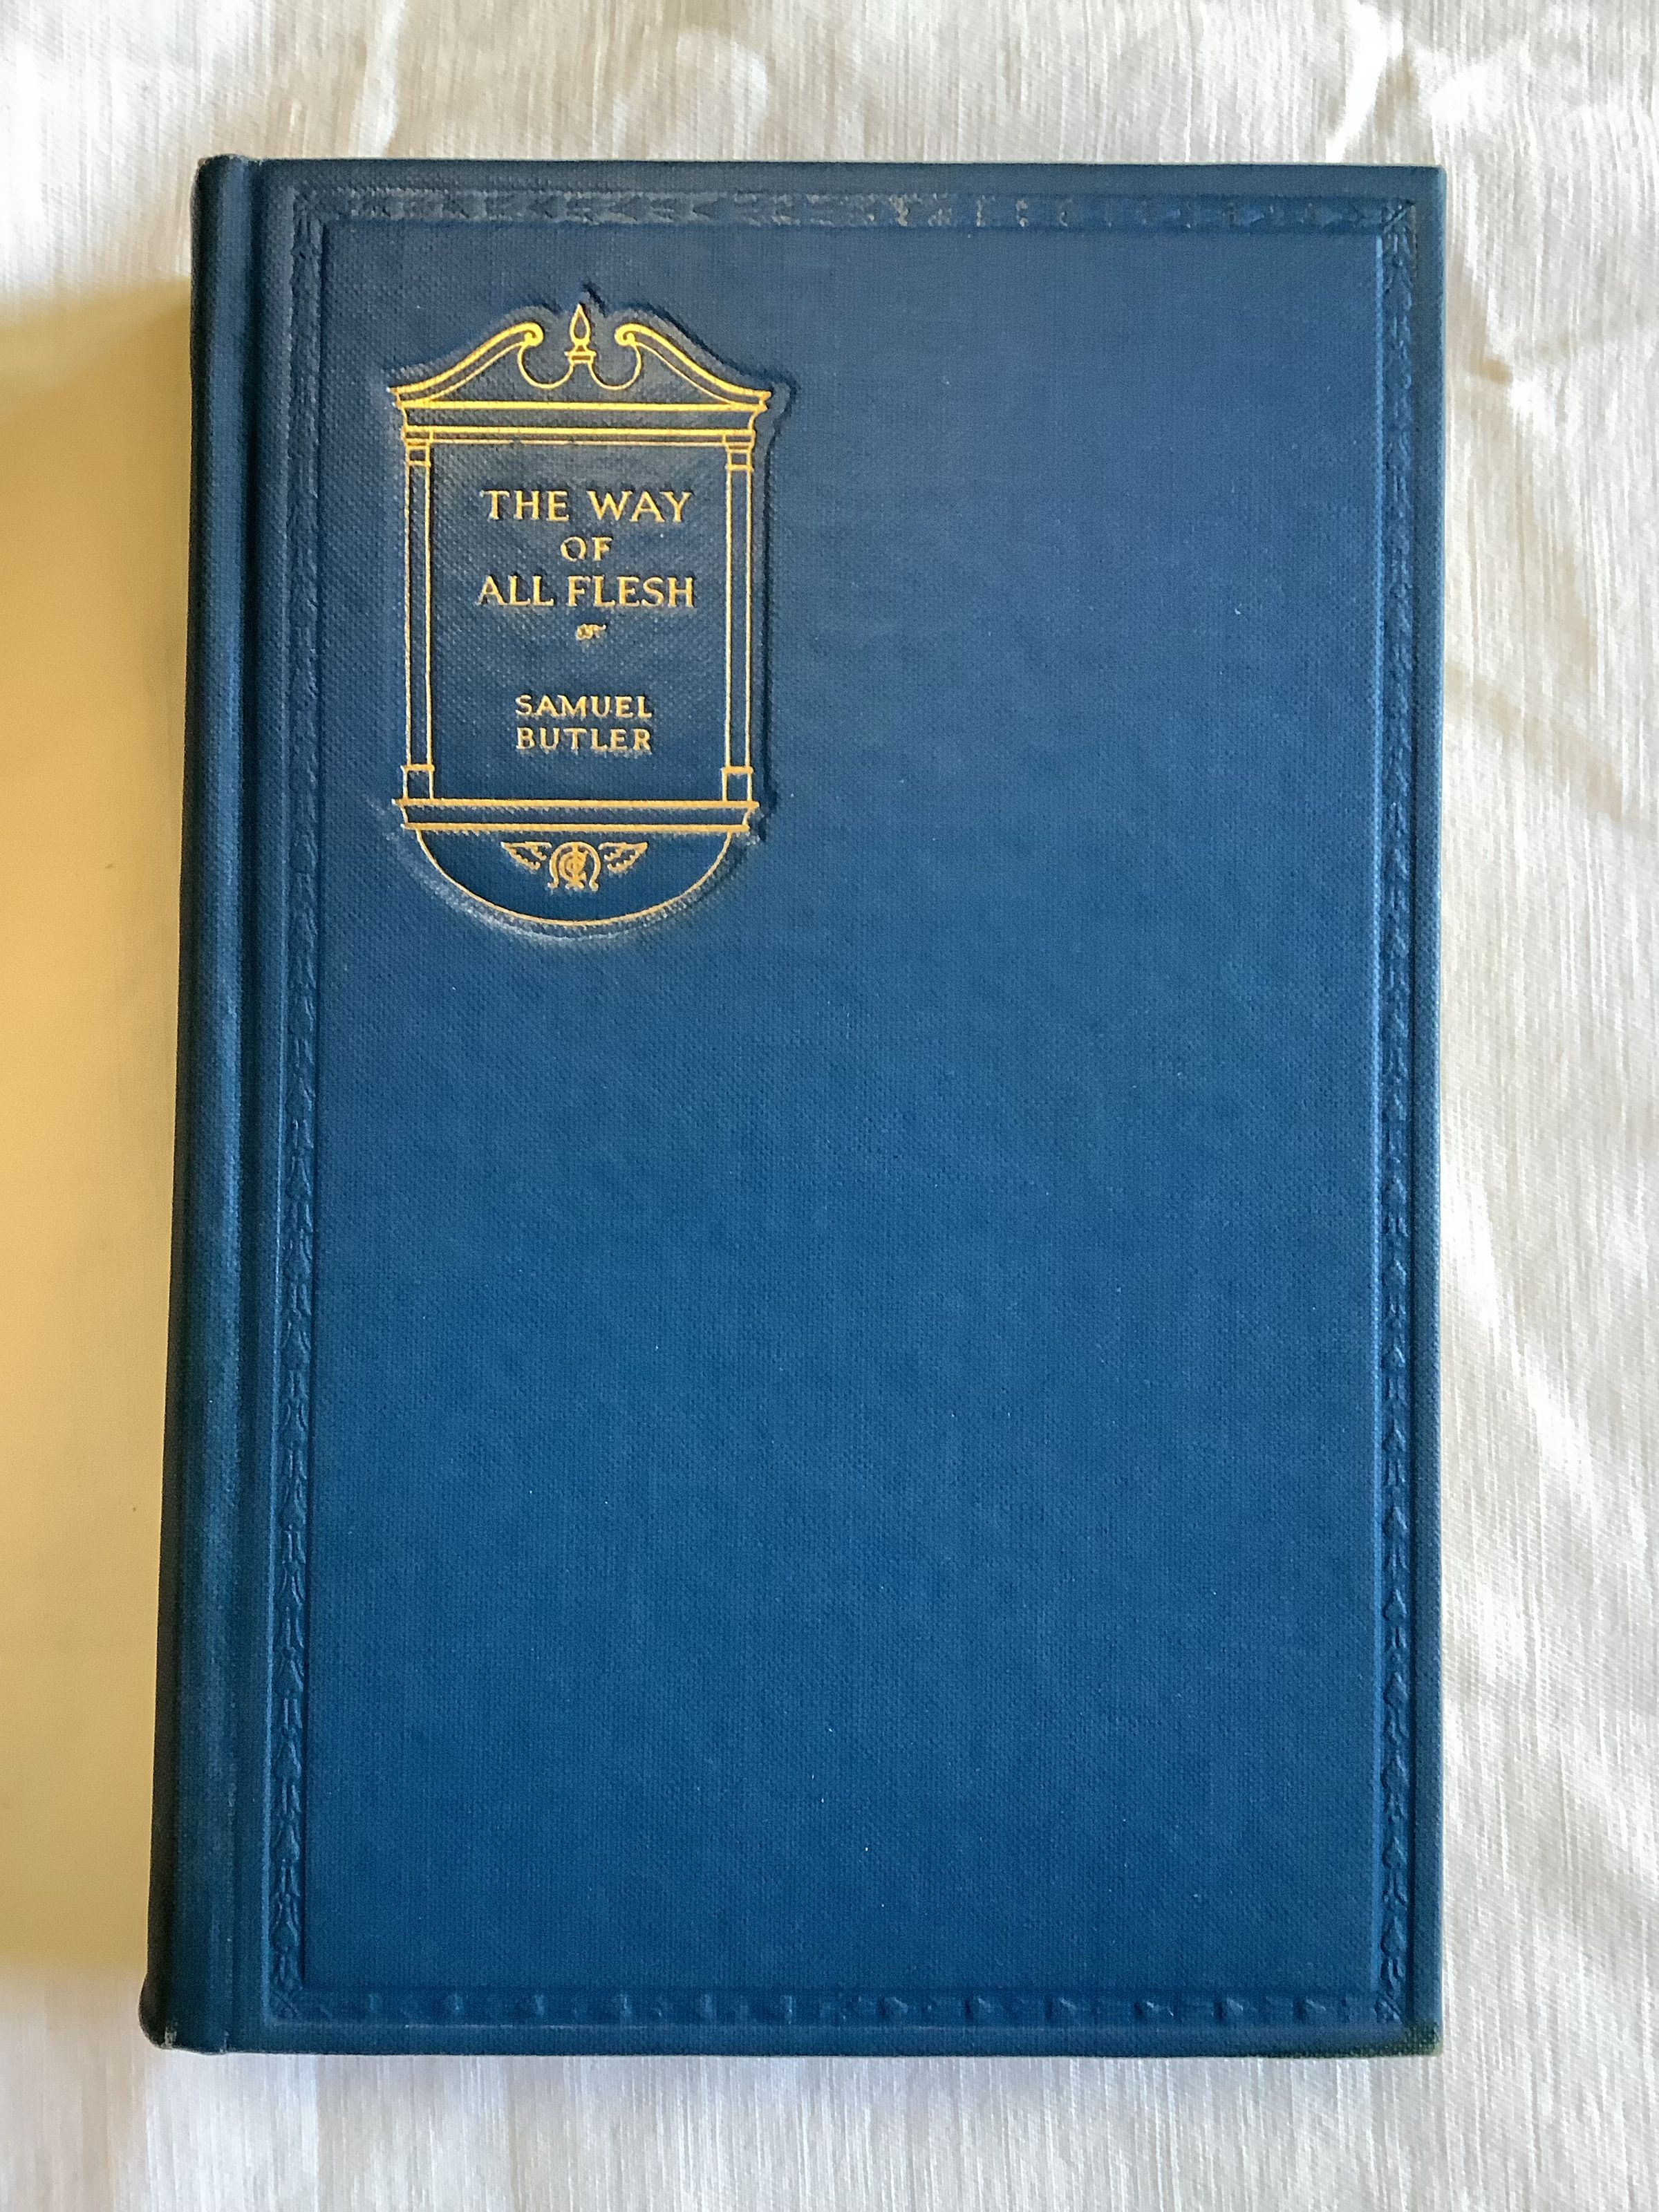 THE WAY
OF
ALL FLESH
SAMUEL
BUTLER